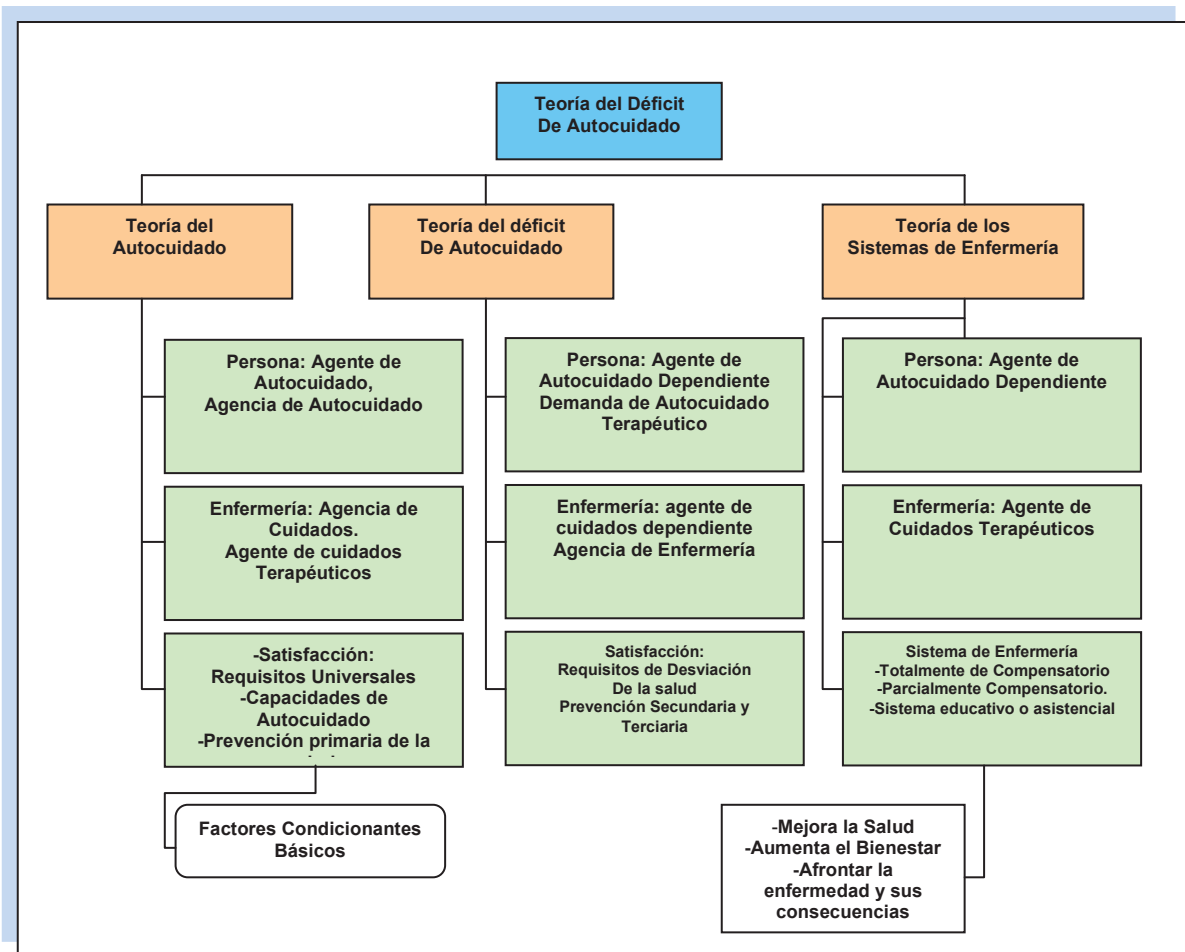 Teoría del Déficit
De Autocuidado
Teoría del
Autocuidado
Teoría del déficit
De Autocuidado
Teoría de los
Sistemas de Enfermería
Persona: Agente de
Autocuidado,
Agencia de Autocuidado
Persona: Agente de
Autocuidado Dependiente
Demanda de Autocuidado
Terapéutico
Persona: Agente de
Autocuidado Dependiente
Enfermería: Agencia de
Cuidados.
Agente de cuidados
Terapéuticos
Enfermería: agente de
cuidados dependiente
Agencia de Enfermería
Enfermería: Agente de
Cuidados Terapéuticos
-Satisfacción:
Requisitos Universales
-Capacidades de
Autocuidado
-Prevención primaria de la
Satisfacción:
Requisitos de Desviación
De la salud
Prevención Secundaria y
Terciaria
Sistema de Enfermería
-Totalmente de Compensatorio
-Parcialmente Compensatorio.
-Sistema educativo o asistencial
Factores Condicionantes
Básicos
-Mejora la Salud
-Aumenta el Bienestar
-Afrontar la
enfermedad y sus
consecuencias